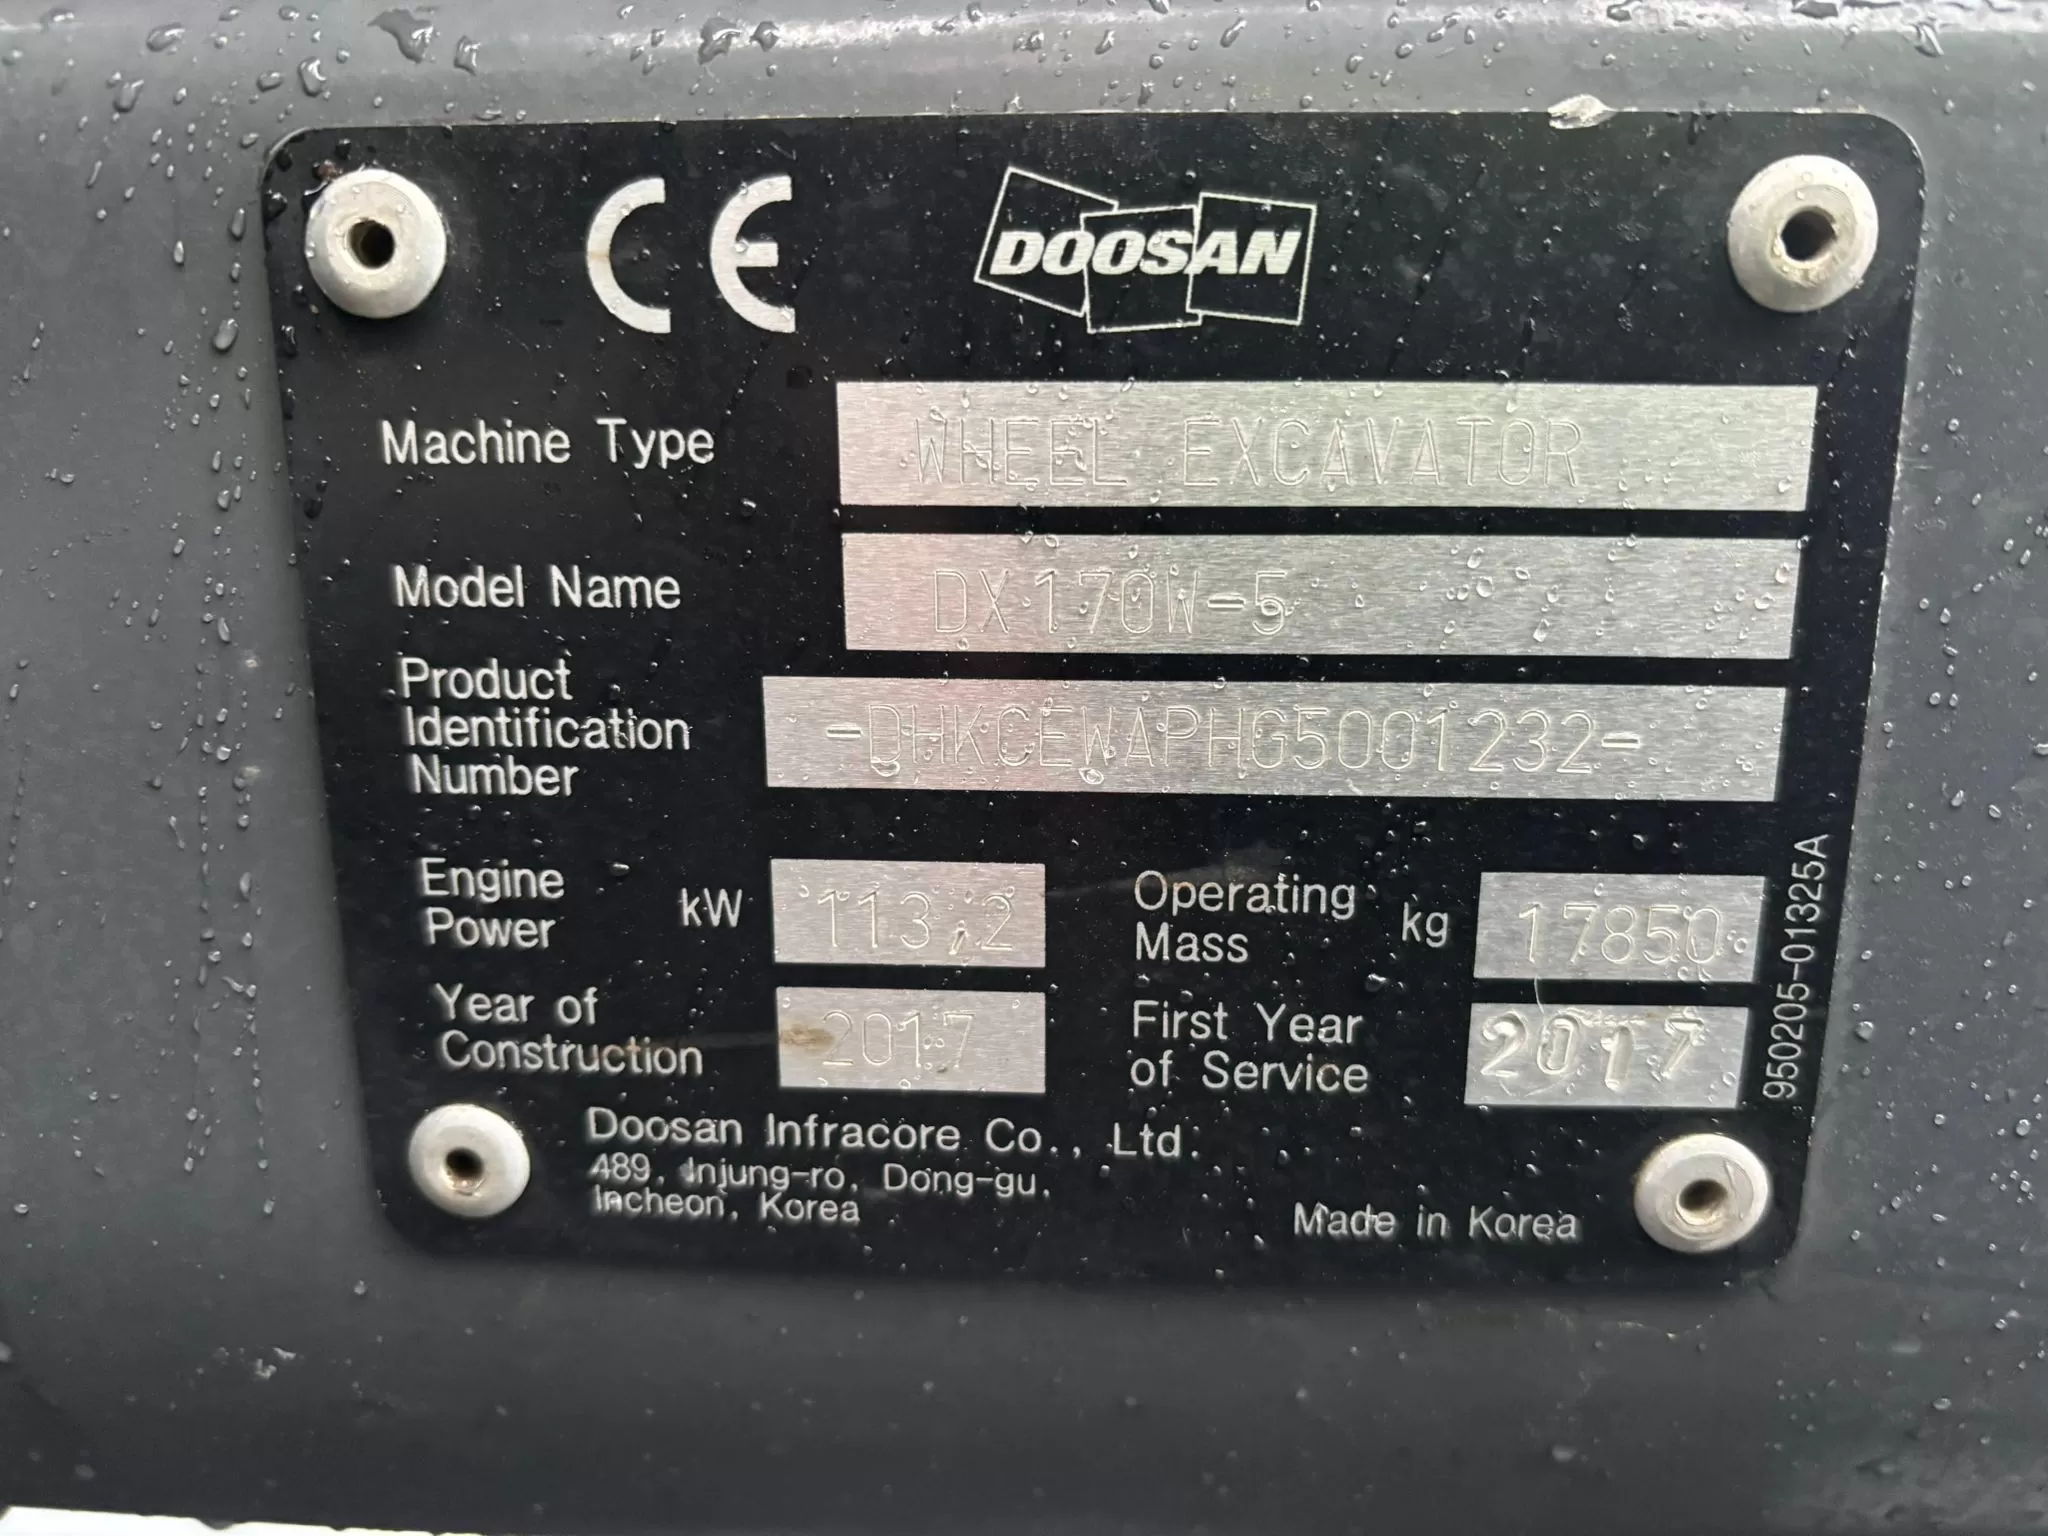 CE DOOSAN
Machine Type WHEEL EXCAVATOR
Model Name DX170W-5
Product
Identification
Number
-DHKCEWAPHG5001232-
Engine
Power
kW 113,2
Operating
Mass
kg 17850
Year of
Construction
2017
First Year
of Service
2017
950205-01325A
Doosan Infracore Co., Ltd.
489, Injung-ro, Dong-gu,
Incheon, Korea
Made in Korea